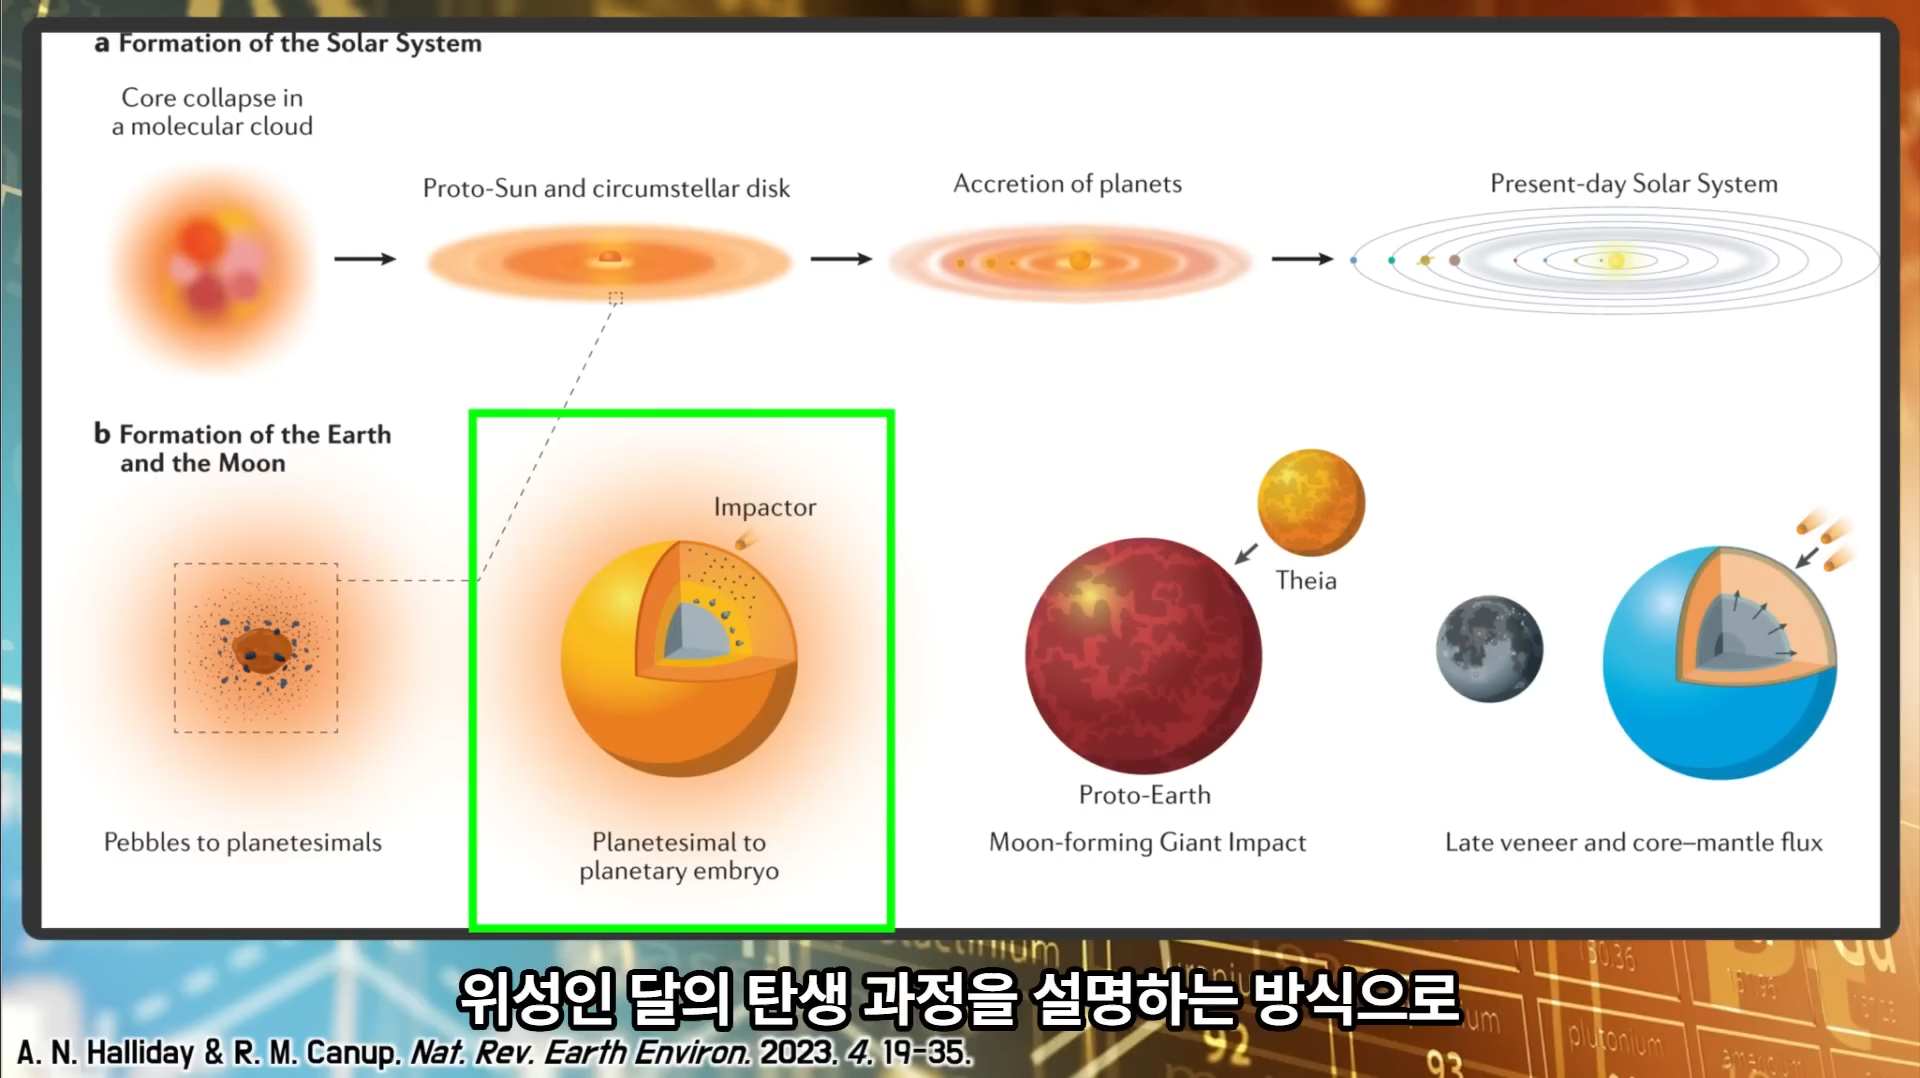 a Formation of the Solar System
Core collapse in
a molecular cloud
Proto-Sun and circumstellar disk
Accretion of planets
Present-day Solar System
b Formation of the Earth
and the Moon
Impactor
Theia
Proto-Earth
Pebbles to planetesimals
Planetesimal to
planetary embryo
Moon-forming Giant Impact
Late veneer and core–mantle flux
위성인 달의 탄생 과정을 설명하는 방식으로
A. N. Halliday & R. M. Canup. Nat. Rev. Earth Environ. 2023, 4, 19-35.
92
93
plutonium